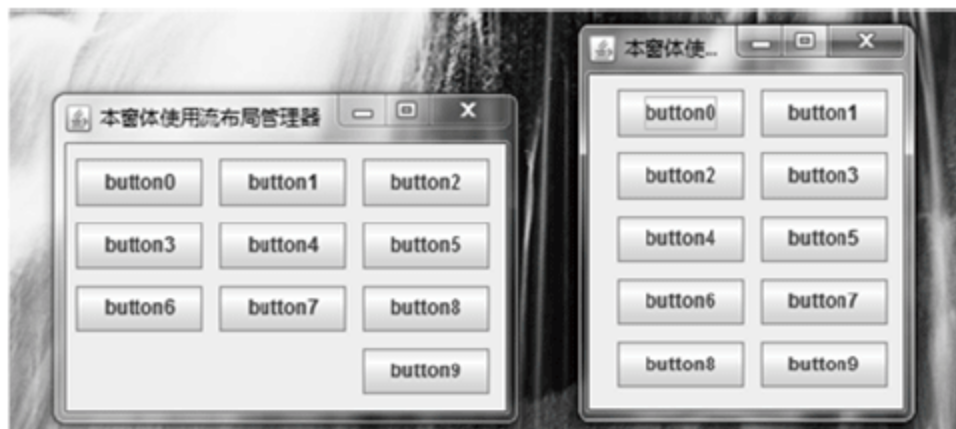 本窗体使用流布局管理器
button0 button1 button2
button3 button4 button5
button6 button7 button8
button9
本窗体使...
button0 button1
button2 button3
button4 button5
button6 button7
button8 button9